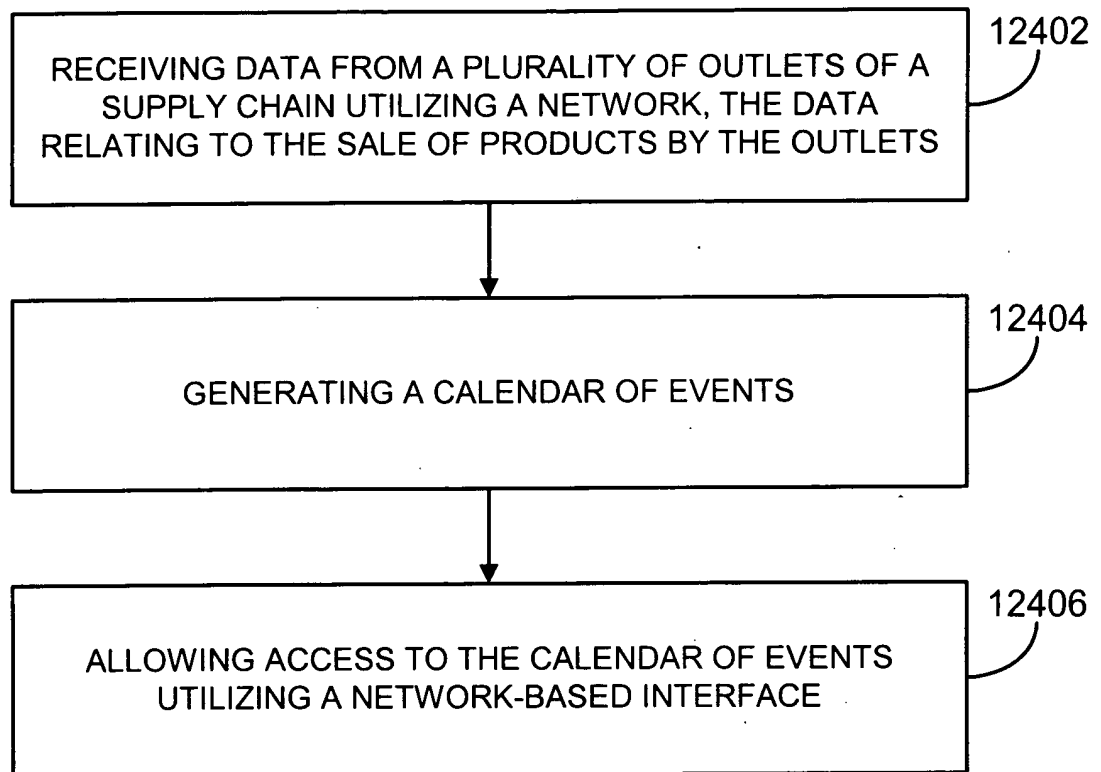 12402
RECEIVING DATA FROM A PLURALITY OF OUTLETS OF A
SUPPLY CHAIN UTILIZING A NETWORK, THE DATA
RELATING TO THE SALE OF PRODUCTS BY THE OUTLETS
12404
GENERATING A CALENDAR OF EVENTS
12406
ALLOWING ACCESS TO THE CALENDAR OF EVENTS
UTILIZING A NETWORK-BASED INTERFACE